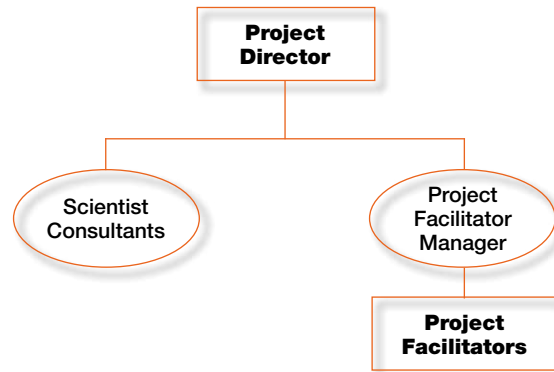 Project
Director
Scientist
Consultants
Project
Facilitator
Manager
Project
Facilitators